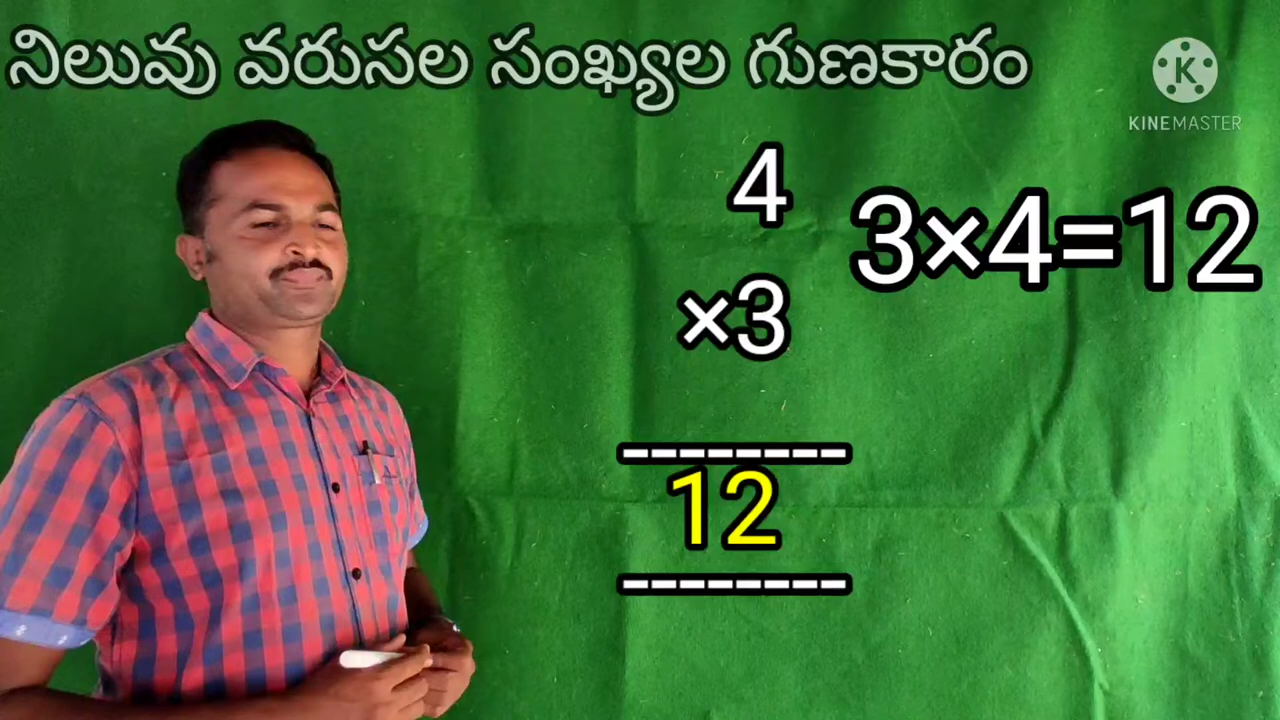 నిలువు వరుసల సంఖ్యల గుణకారం
K
KINEMASTER
4
3×4=12
×3
--------
12
--------